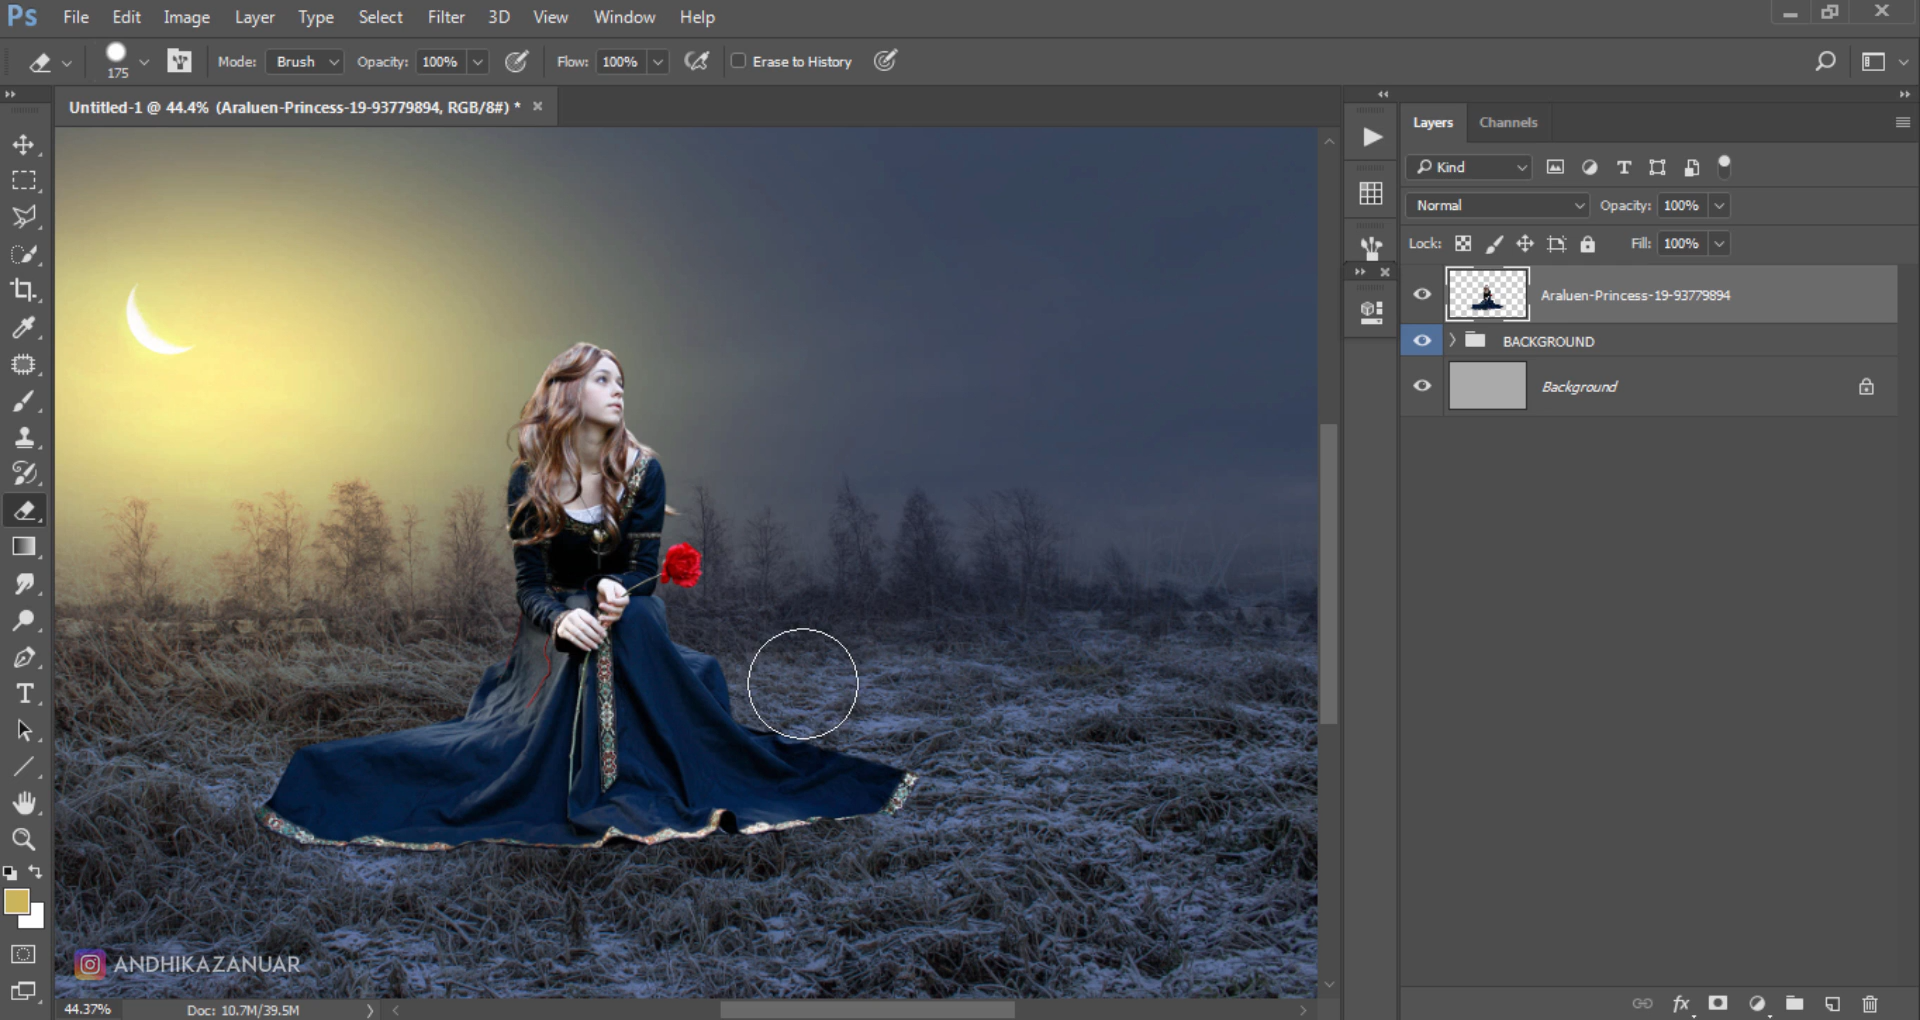 Ps File Edit Image Layer Type Select Filter 3D View Window Help
175 Mode: Brush Opacity: 100% Flow: 100% Erase to History
Untitled-1 @ 44.4% (Araluen-Princess-19-93779894, RGB/8#) *
Layers Channels
Kind
Normal Opacity: 100%
Lock: Fill: 100%
Araluen-Princess-19-93779894
BACKGROUND
Background
ANDHIKAZANUAR
44.37% Doc: 10.7M/39.5M
fx